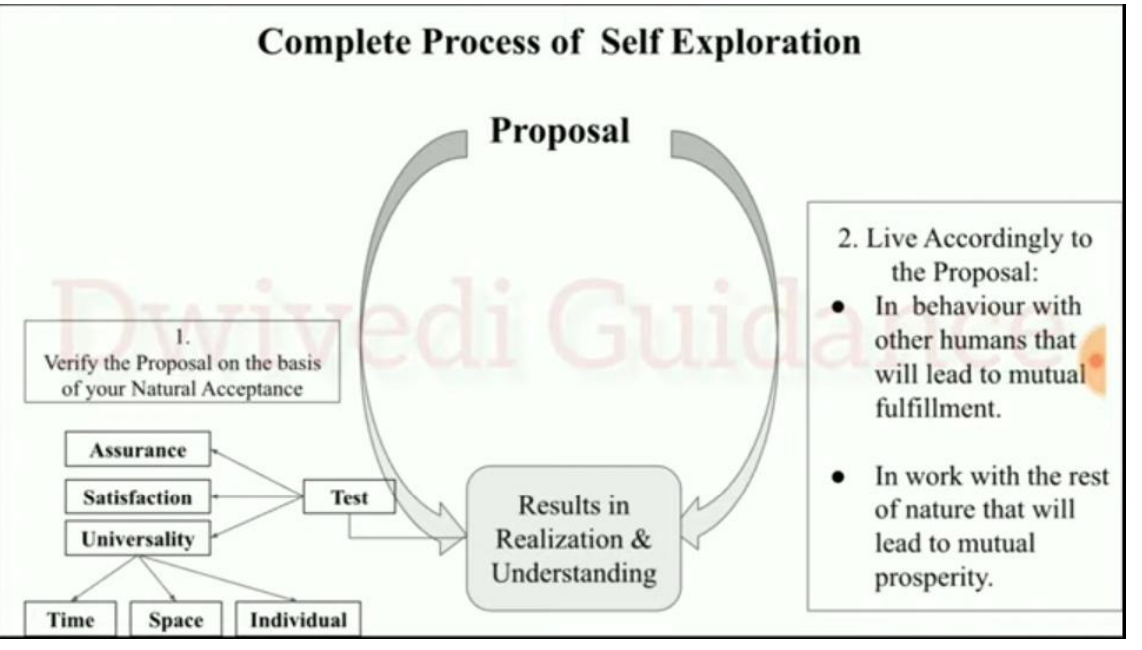 Complete Process of Self Exploration
Proposal
Dwivedi Guidance
1.
Verify the Proposal on the basis
of your Natural Acceptance
Assurance
Satisfaction
Universality
Test
Time
Space
Individual
Results in
Realization &
Understanding
2. Live Accordingly to
the Proposal:
● In behaviour with
other humans that
will lead to mutual
fulfillment.
● In work with the rest
of nature that will
lead to mutual
prosperity.